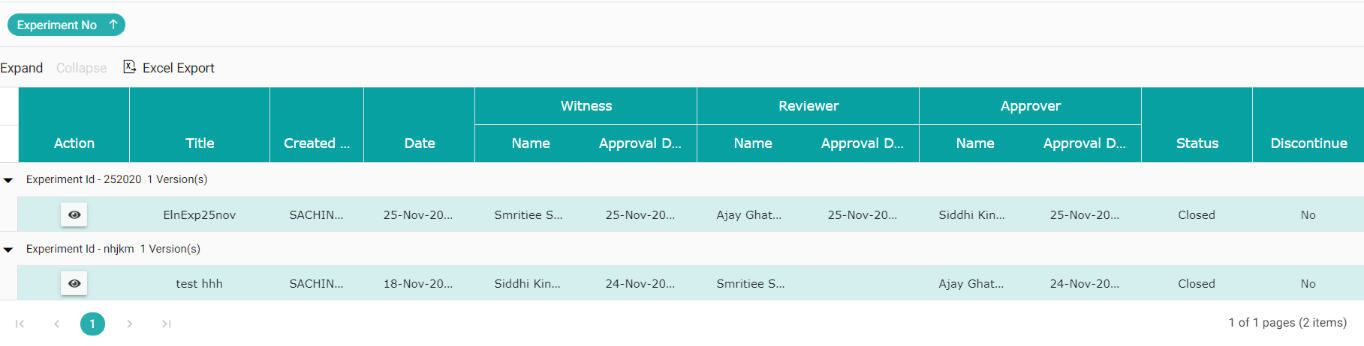 Experiment No
Expand Collapse Excel Export
Witness Reviewer Approver
Action Title Created ... Date Name Approval D... Name Approval D... Name Approval D... Status Discontinue
Experiment Id - 252020 1 Version(s)
ElnExp25nov SACHIN... 25-Nov-20... Smritiee S... 25-Nov-20... Ajay Ghat... 25-Nov-20... Siddhi Kin... 25-Nov-20... Closed No
Experiment Id - nhjkm 1 Version(s)
test hhh SACHIN... 18-Nov-20... Siddhi Kin... 24-Nov-20... Smritiee S... Ajay Ghat... 24-Nov-20... Closed No
1 1 of 1 pages (2 items)